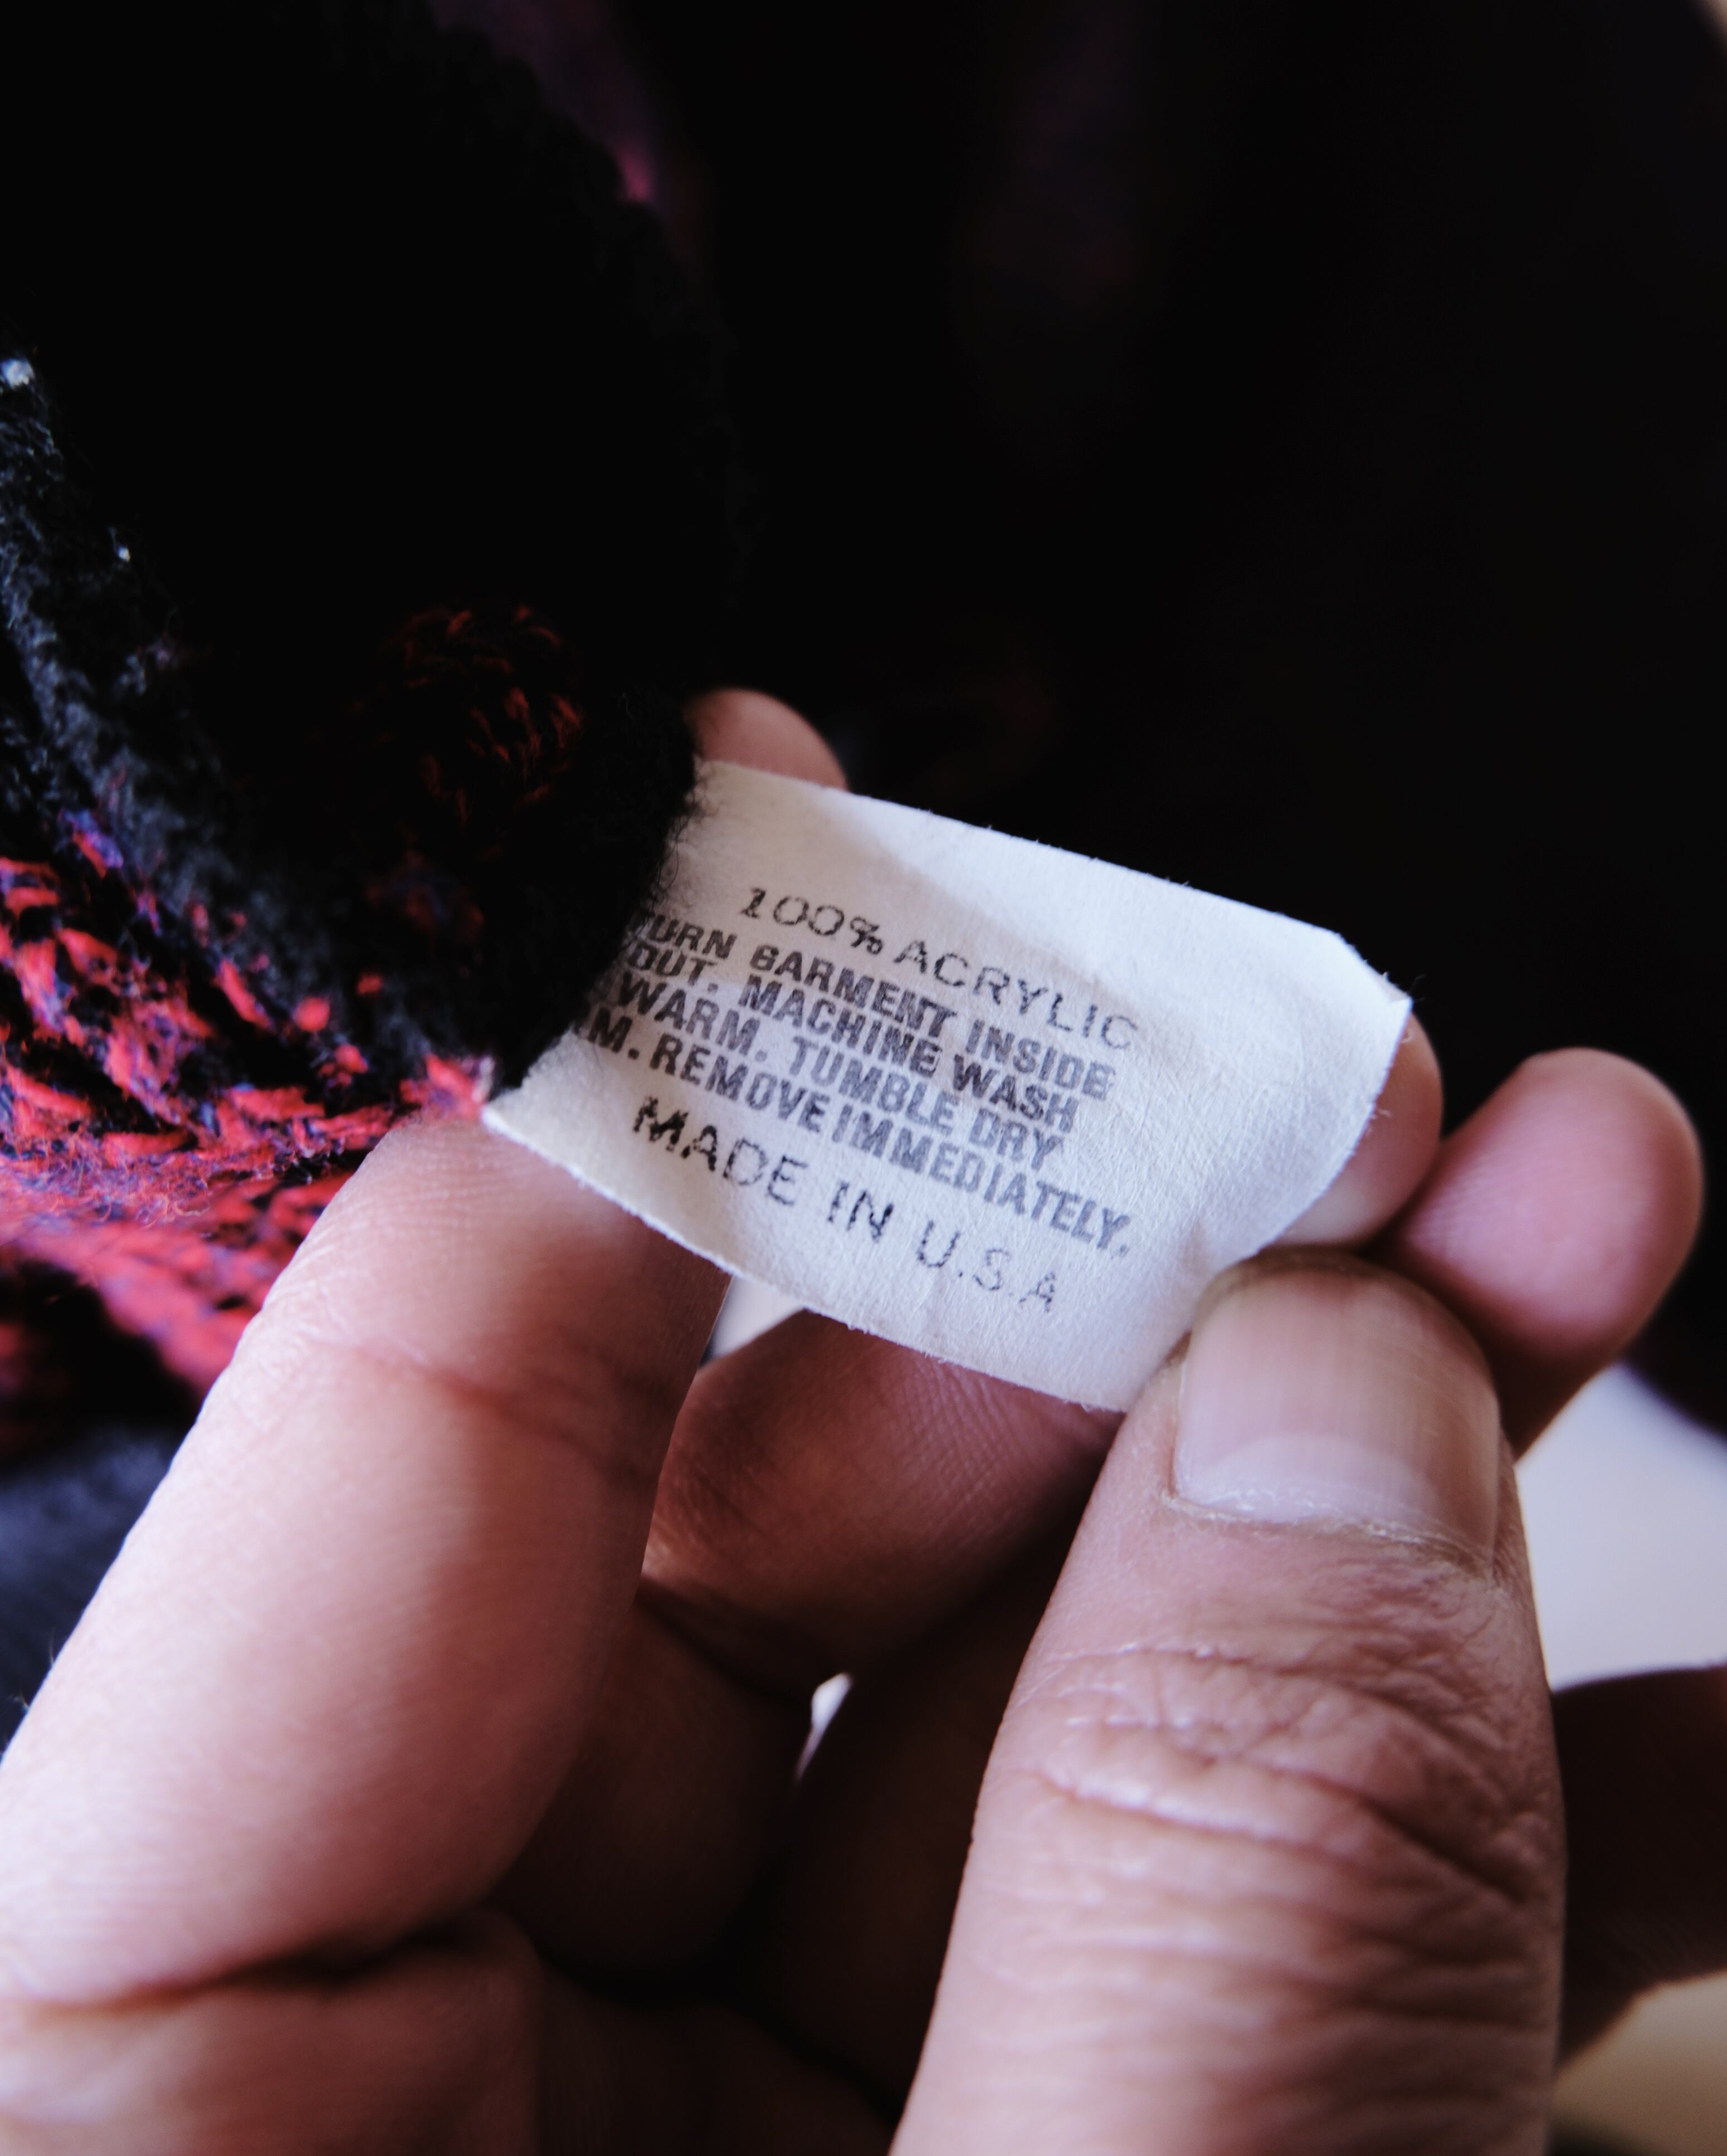 100% ACRYLIC
TURN GARMENT INSIDE
OUT. MACHINE WASH
WARM. TUMBLE DRY
REMOVE IMMEDIATELY.
MADE IN U.S.A